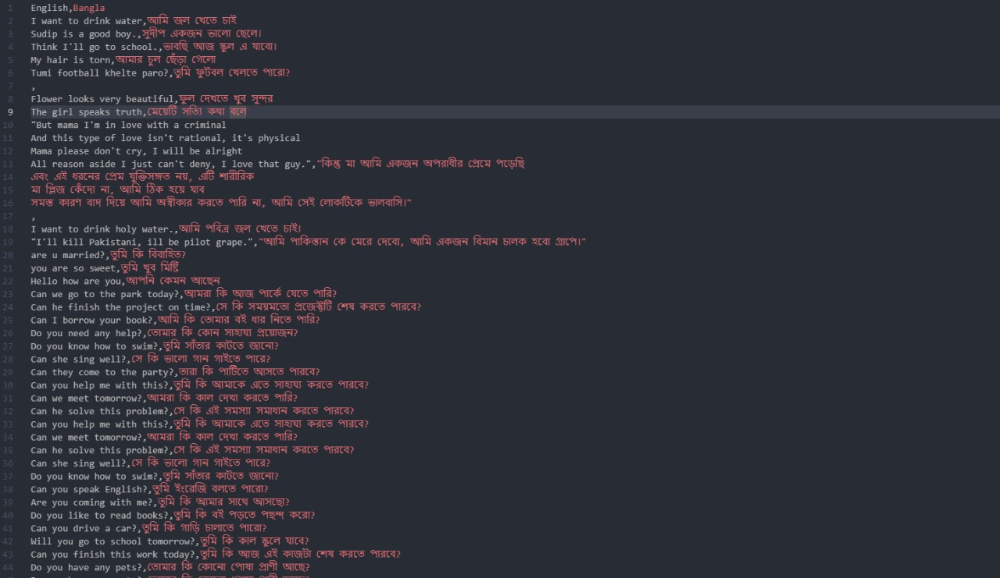 1 English,Bangla
2 I want to drink water,আমি জল খেতে চাই
3 Sudip is a good boy.,সুদীপ একজন ভালো ছেলে।
4 Think I'll go to school.,ভাবছি আজ স্কুল এ যাবো।
5 My hair is torn,আমার চুল ছেঁড়া গেলো
6 Tumi football khelte paro?,তুমি ফুটবল খেলতে পারো?
7 ,
8 Flower looks very beautiful,ফুল দেখতে খুব সুন্দর
9 The girl speaks truth,মেয়েটি সত্যি কথা বলে
10 "But mama I'm in love with a criminal
11 And this type of love isn't rational, it's physical
12 Mama please don't cry, I will be alright
13 All reason aside I just can't deny, I love that guy.","কিন্তু মা আমি একজন অপরাধীর প্রেমে পড়েছি
14 এবং এই ধরনের প্রেম যুক্তিসঙ্গত নয়, এটি শারীরিক
15 মা প্লিজ কেঁদো না, আমি ঠিক হয়ে যাব
16 সমস্ত কারণ বাদ দিয়ে আমি অস্বীকার করতে পারি না, আমি সেই লোকটিকে ভালবাসি।"
17 ,
18 I want to drink holy water.,আমি পবিত্র জল খেতে চাই।
19 "I'll kill Pakistani, ill be pilot grape.","আমি পাকিস্তান কে মেরে দেবো, আমি একজন বিমান চালক হবো গ্রাপে।"
20 are u married?,তুমি কি বিবাহিত?
21 you are so sweet,তুমি খুব মিষ্টি
22 Hello how are you,আপনি কেমন আছেন
23 Can we go to the park today?,আমরা কি আজ পার্কে যেতে পারি?
24 Can he finish the project on time?,সে কি সময়মতো প্রজেক্টটি শেষ করতে পারবে?
25 Can I borrow your book?,আমি কি তোমার বই ধার নিতে পারি?
26 Do you need any help?,তোমার কি কোন সাহায্য প্রয়োজন?
27 Do you know how to swim?,তুমি সাঁতার কাটতে জানো?
28 Can she sing well?,সে কি ভালো গান গাইতে পারে?
29 Can they come to the party?,তারা কি পার্টিতে আসতে পারবে?
30 Can you help me with this?,তুমি কি আমাকে এতে সাহায্য করতে পারবে?
31 Can we meet tomorrow?,আমরা কি কাল দেখা করতে পারি?
32 Can he solve this problem?,সে কি এই সমস্যা সমাধান করতে পারবে?
33 Can you help me with this?,তুমি কি আমাকে এতে সাহায্য করতে পারবে?
34 Can we meet tomorrow?,আমরা কি কাল দেখা করতে পারি?
35 Can he solve this problem?,সে কি এই সমস্যা সমাধান করতে পারবে?
36 Can she sing well?,সে কি ভালো গান গাইতে পারে?
37 Do you know how to swim?,তুমি সাঁতার কাটতে জানো?
38 Can you speak English?,তুমি ইংরেজি বলতে পারো?
39 Are you coming with me?,তুমি কি আমার সাথে আসছো?
40 Do you like to read books?,তুমি কি বই পড়তে পছন্দ করো?
41 Can you drive a car?,তুমি কি গাড়ি চালাতে পারো?
42 Will you go to school tomorrow?,তুমি কি কাল স্কুলে যাবে?
43 Can you finish this work today?,তুমি কি আজ এই কাজটা শেষ করতে পারবে?
44 Do you have any pets?,তোমার কি কোনো পোষা প্রাণী আছে?